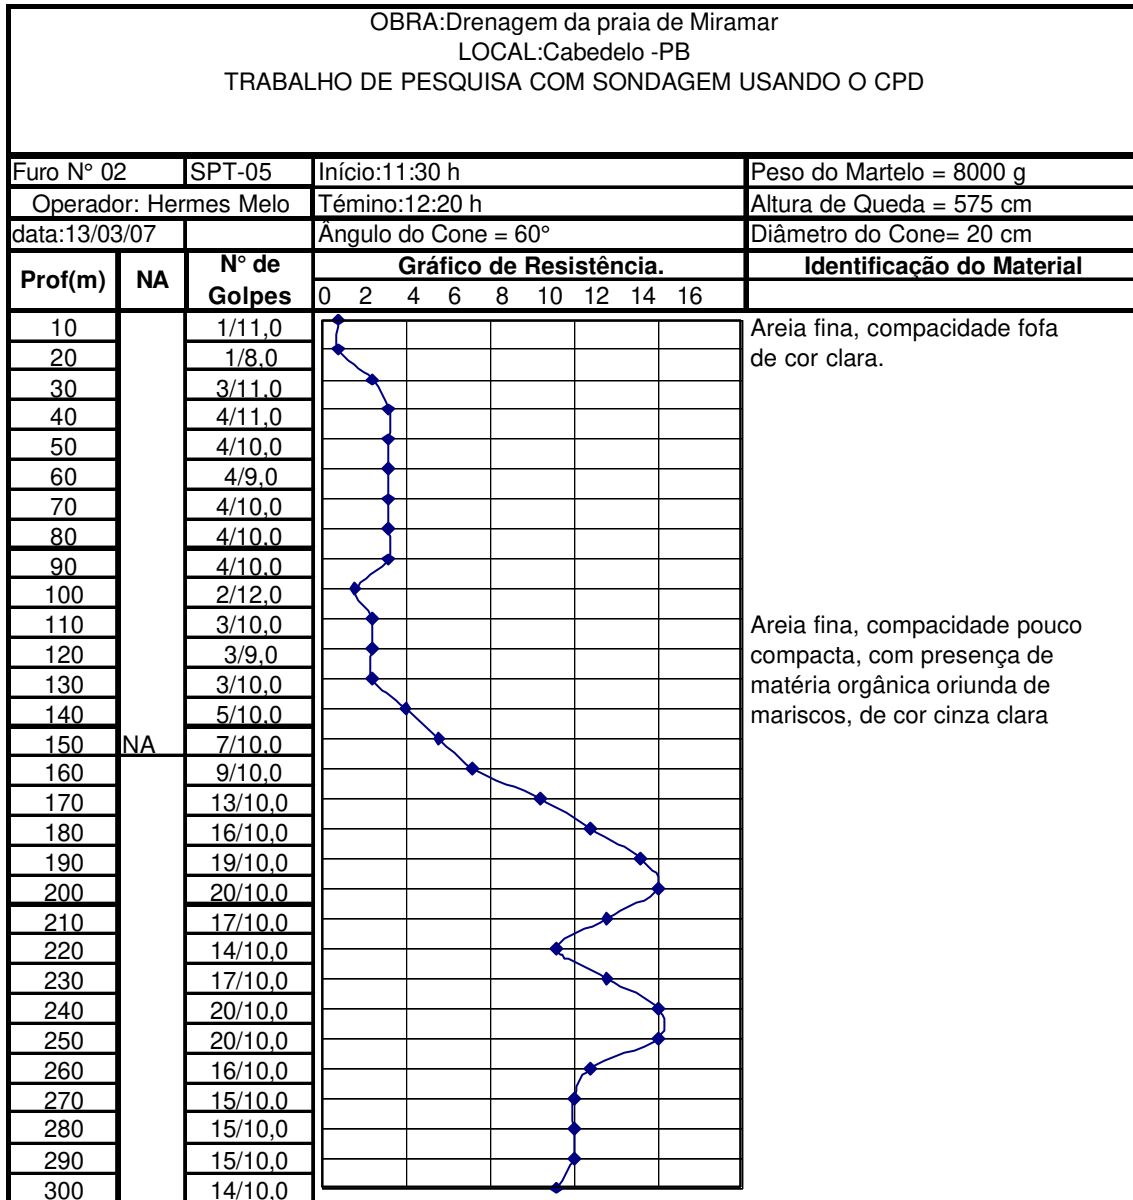 OBRA:Drenagem da praia de Miramar
LOCAL:Cabedelo -PB
TRABALHO DE PESQUISA COM SONDAGEM USANDO O CPD
Furo N° 02 SPT-05 Início:11:30 h Peso do Martelo = 8000 g
Operador: Hermes Melo Témino:12:20 h Altura de Queda = 575 cm
data:13/03/07 Ângulo do Cone = 60° Diâmetro do Cone= 20 cm
Prof(m) NA N° de Golpes Gráfico de Resistência. Identificação do Material
0 2 4 6 8 10 12 14 16
10 1/11,0 Areia fina, compacidade fofa
20 1/8,0 de cor clara.
30 3/11,0
40 4/11,0
50 4/10,0
60 4/9,0
70 4/10,0
80 4/10,0
90 4/10,0
100 2/12,0
110 3/10,0 Areia fina, compacidade pouco
120 3/9,0 compacta, com presença de
130 3/10,0 matéria orgânica oriunda de
140 5/10,0 mariscos, de cor cinza clara
150 NA 7/10,0
160 9/10,0
170 13/10,0
180 16/10,0
190 19/10,0
200 20/10,0
210 17/10,0
220 14/10,0
230 17/10,0
240 20/10,0
250 20/10,0
260 16/10,0
270 15/10,0
280 15/10,0
290 15/10,0
300 14/10,0